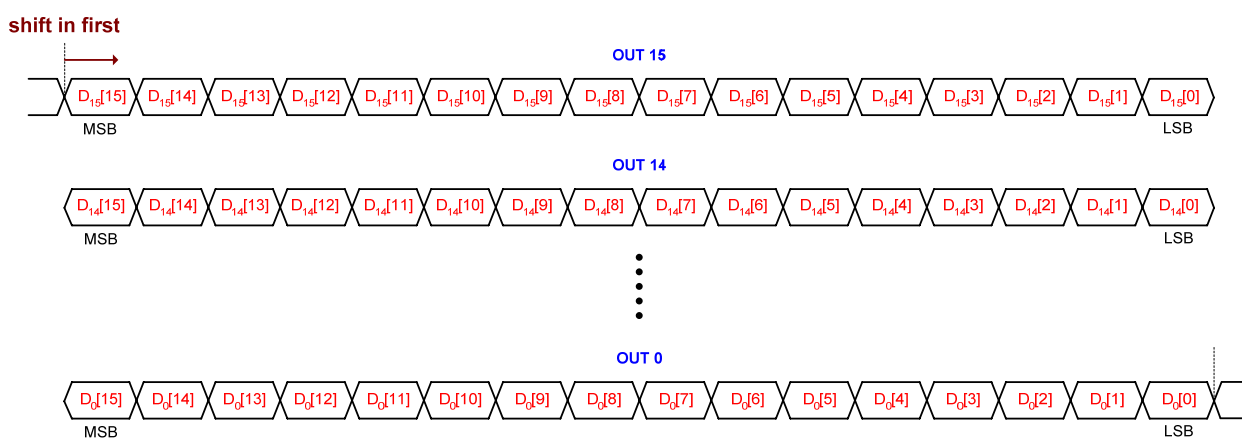 shift in first
OUT 15
D15[15] D15[14] D15[13] D15[12] D15[11] D15[10] D15[9] D15[8] D15[7] D15[6] D15[5] D15[4] D15[3] D15[2] D15[1] D15[0]
MSB LSB
OUT 14
D14[15] D14[14] D14[13] D14[12] D14[11] D14[10] D14[9] D14[8] D14[7] D14[6] D14[5] D14[4] D14[3] D14[2] D14[1] D14[0]
MSB LSB
OUT 0
D0[15] D0[14] D0[13] D0[12] D0[11] D0[10] D0[9] D0[8] D0[7] D0[6] D0[5] D0[4] D0[3] D0[2] D0[1] D0[0]
MSB LSB